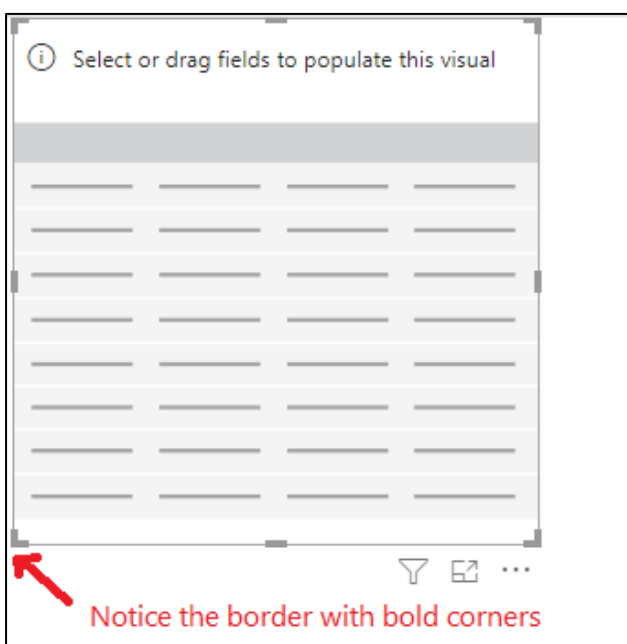 Select or drag fields to populate this visual
Notice the border with bold corners